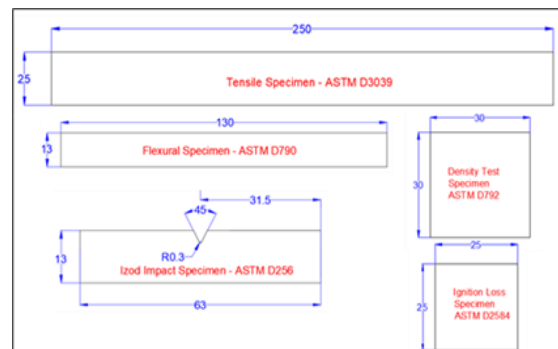 250
25
Tensile Specimen - ASTM D3039
130
13
Flexural Specimen - ASTM D790
30
30
Density Test
Specimen
ASTM D792
31.5
45
R0.3
13
Izod Impact Specimen - ASTM D256
63
25
25
Ignition Loss
Specimen
ASTM D2584